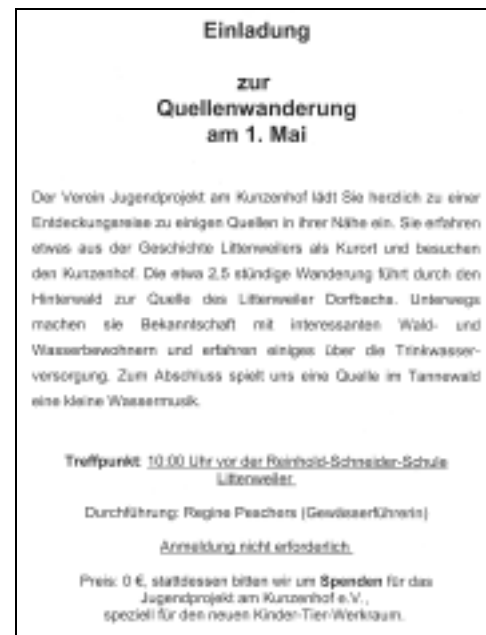 Einladung
zur
Quellenwanderung
am 1. Mai
Der Verein Jugendprojekt am Kunzenhof lädt Sie herzlich zu einer
Entdeckungsreise zu einigen Quellen in ihrer Nähe ein. Sie erfahren
etwas aus der Geschichte Littenweilers als Kurort und besuchen
den Kunzenhof. Die etwa 2,5 stündige Wanderung führt durch den
Hinterwald zur Quelle des Littenweiler Dorfbachs. Unterwegs
machen sie Bekanntschaft mit interessanten Wald- und
Wasserbewohnern und erfahren einiges über die Trinkwasser-
versorgung. Zum Abschluss spielt uns eine Quelle im Tannewald
eine kleine Wassermusik.
Treffpunkt: 10:00 Uhr vor der Reinhold-Schneider-Schule
Littenweiler.
Durchführung: Regine Peschers (Gewässerführerin)
Anmeldung nicht erforderlich.
Preis: 0 €, stattdessen bitten wir um Spenden für das
Jugendprojekt am Kunzenhof e.V.,
speziell für den neuen Kinder-Tier-Werkraum.